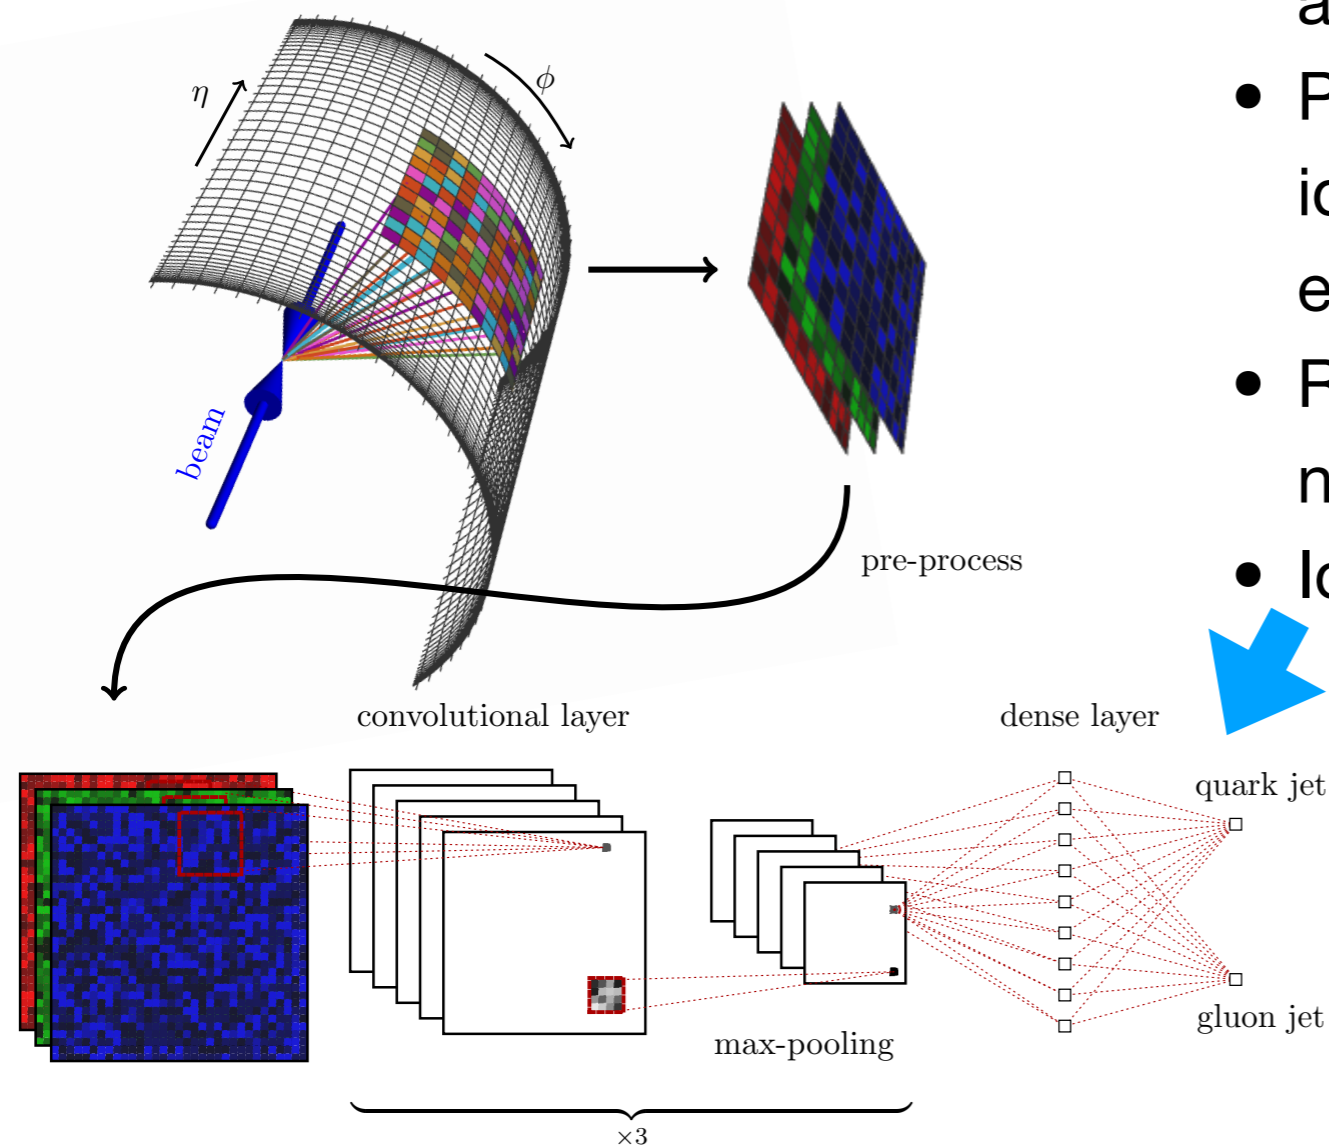 η
ϕ
beam
pre-process
convolutional layer
dense layer
quark jet
gluon jet
max-pooling
×3